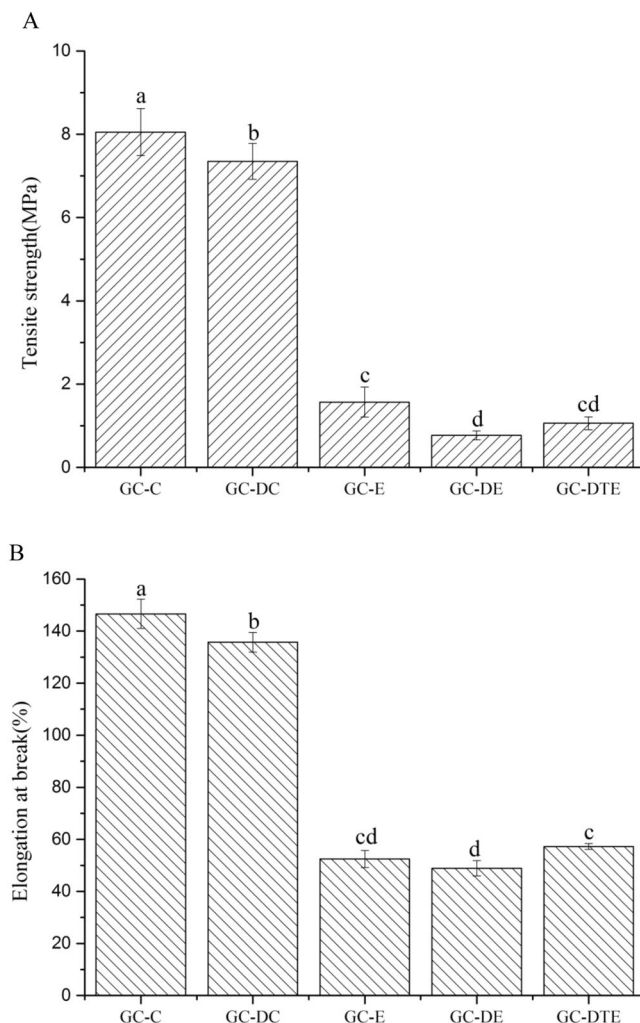 A
10
8
6
4
2
0
Tensite strength(MPa)
a
b
c
d
cd
GC-C GC-DC GC-E GC-DE GC-DTE
B
160
140
120
100
80
60
40
20
0
Elongation at break(%)
a
b
cd
d
c
GC-C GC-DC GC-E GC-DE GC-DTE